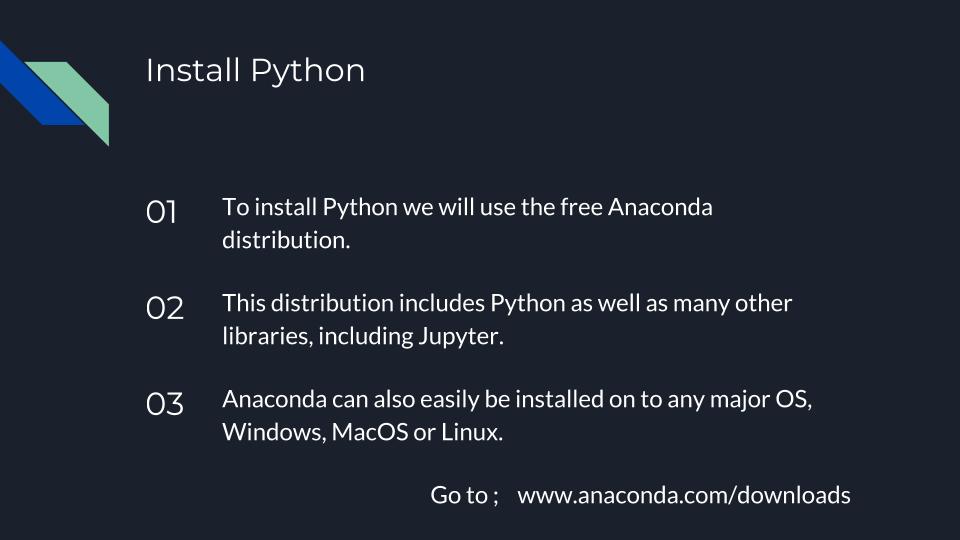 Install Python
01 To install Python we will use the free Anaconda
distribution.
02 This distribution includes Python as well as many other
libraries, including Jupyter.
03 Anaconda can also easily be installed on to any major OS,
Windows, MacOS or Linux.
Go to ; www.anaconda.com/downloads